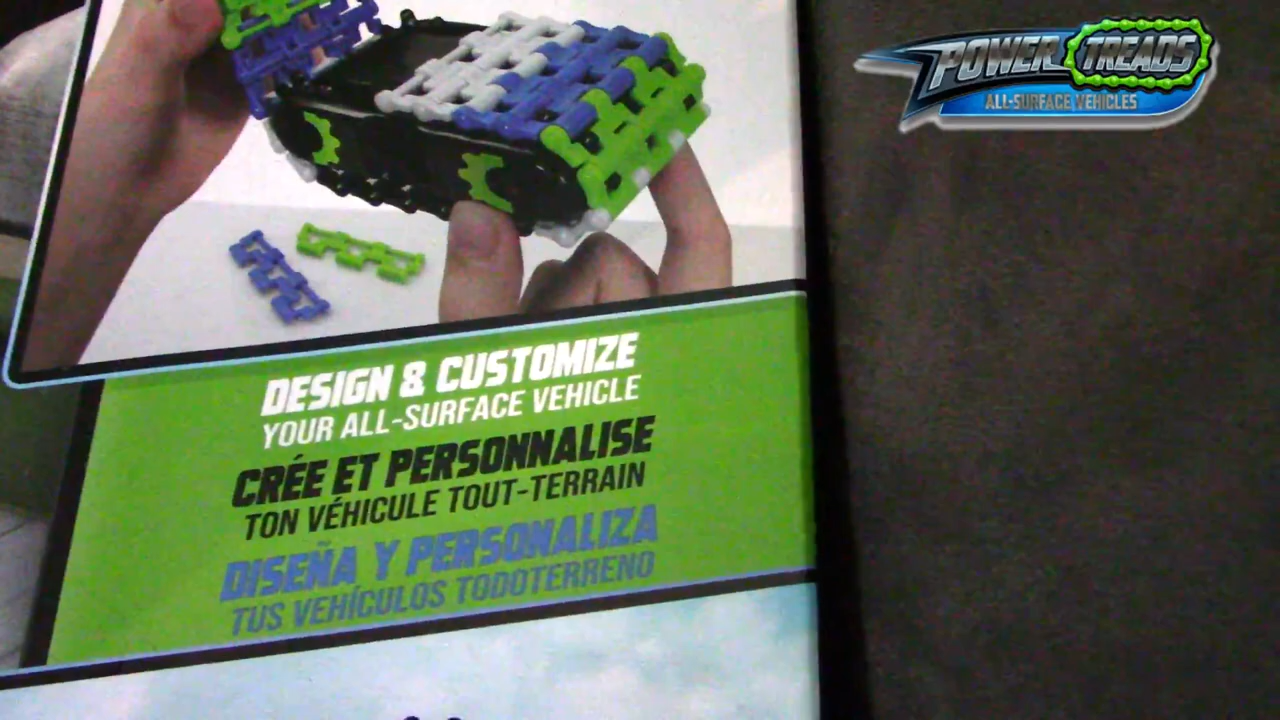 POWER TREADS
ALL-SURFACE VEHICLES
DESIGN & CUSTOMIZE
YOUR ALL-SURFACE VEHICLE
CRÉE ET PERSONNALISE
TON VÉHICULE TOUT-TERRAIN
DISEÑA Y PERSONALIZA
TUS VEHÍCULOS TODOTERRENO